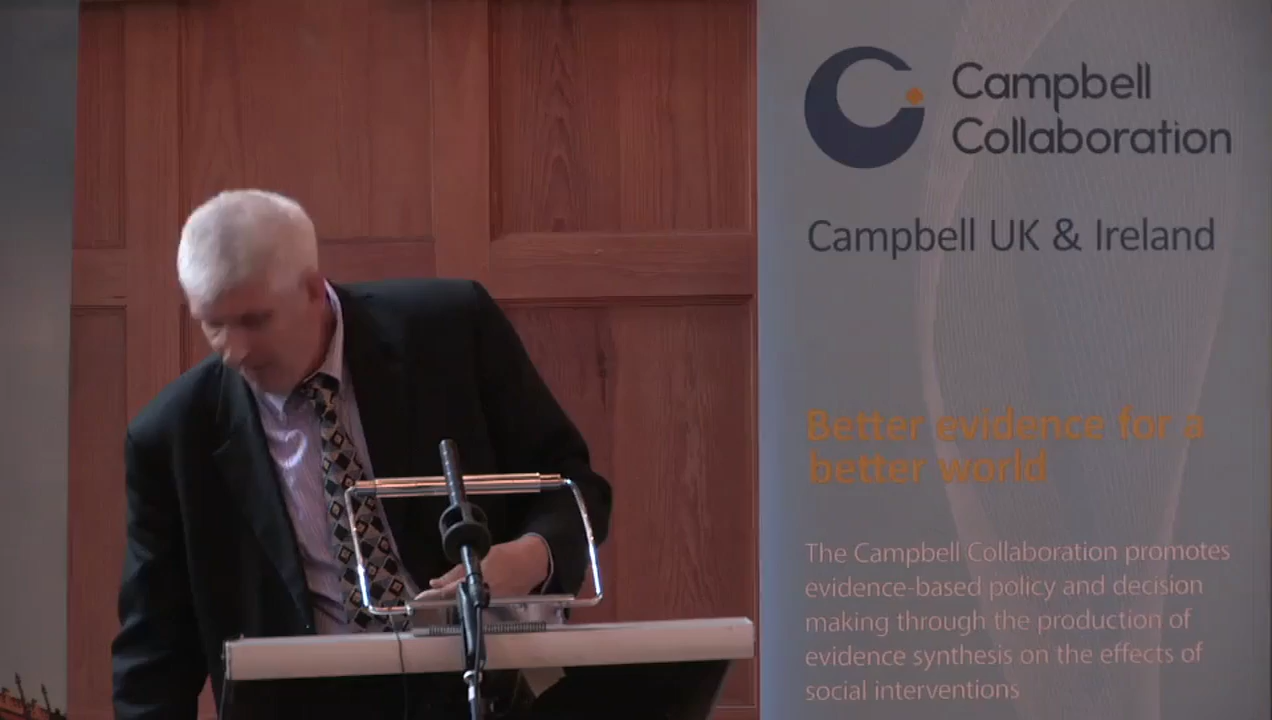 Campbell
Collaboration
Campbell UK & Ireland
Better evidence for a
better world
The Campbell Collaboration promotes
evidence-based policy and decision
making through the production of
evidence synthesis on the effects of
social interventions